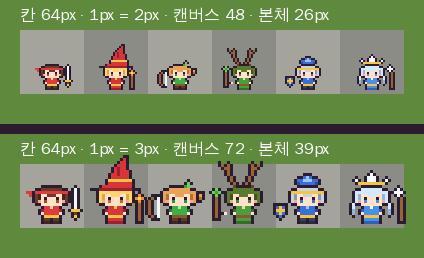 칸 64px · 1px = 2px · 캔버스 48 · 본체 26px
칸 64px · 1px = 3px · 캔버스 72 · 본체 39px